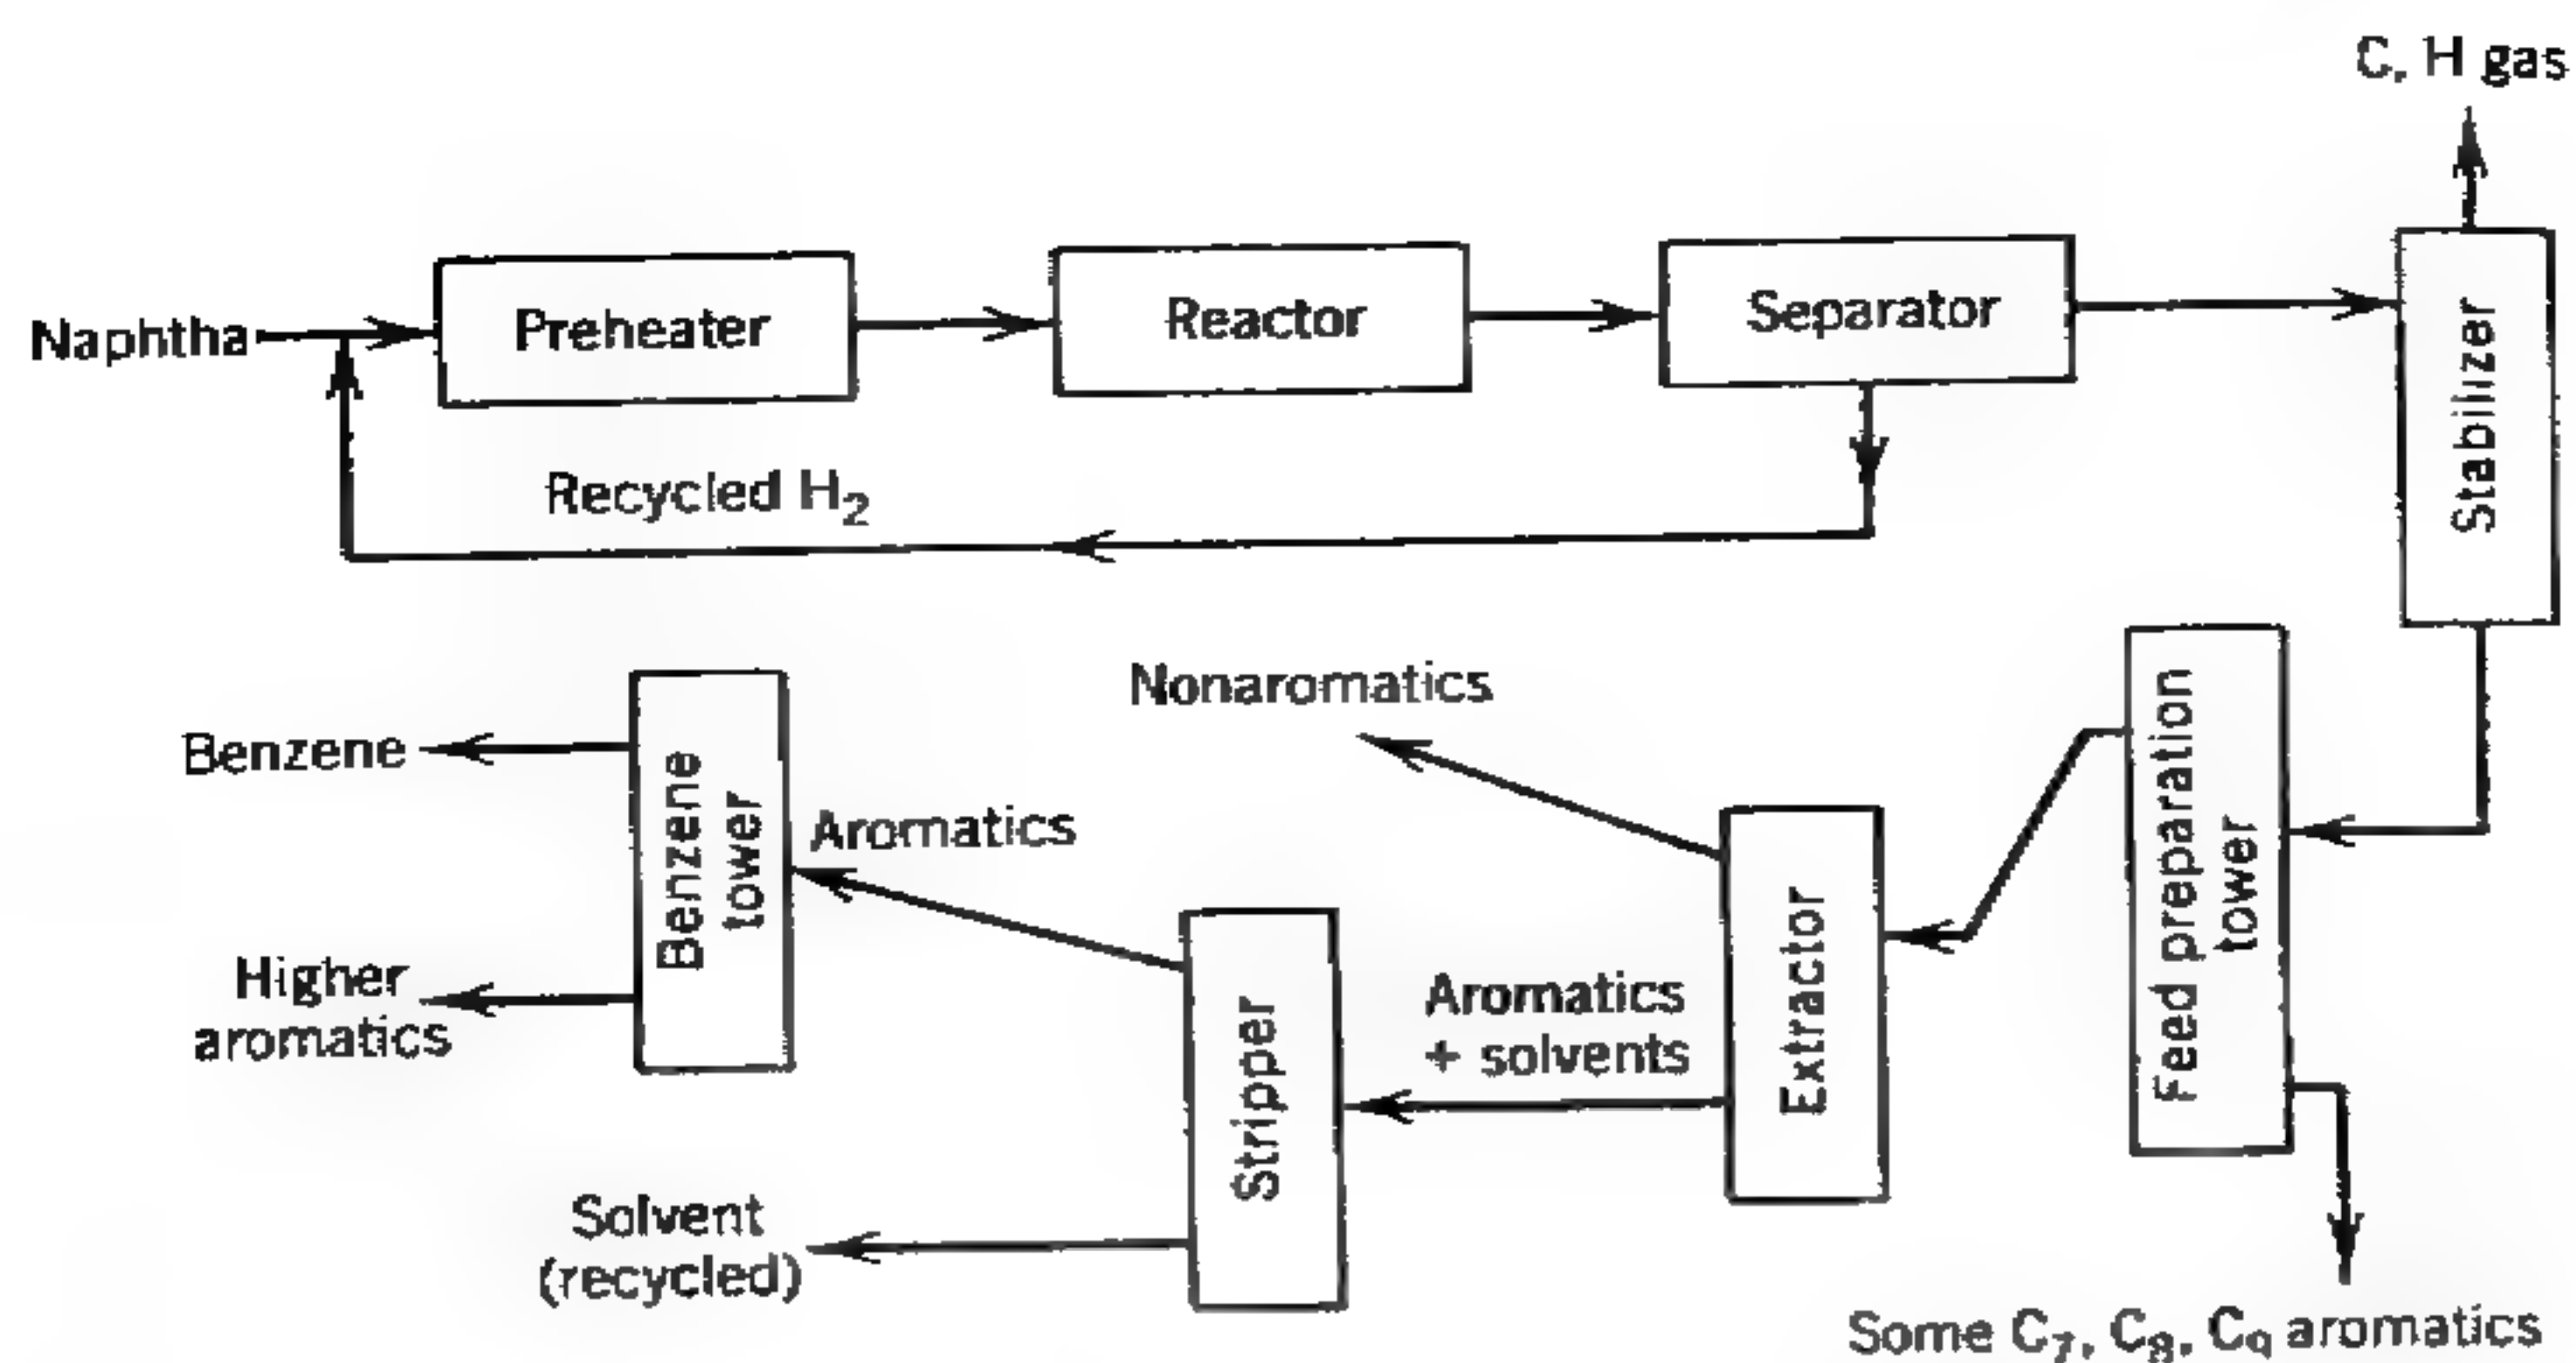 C, H gas
Naphtha
Preheater
Reactor
Separator
Stabilizer
Recycled H₂
Nonaromatics
Feed preparation
tower
Benzene
Benzene
tower
Aromatics
Extractor
Higher
aromatics
Aromatics
+ solvents
Stripper
Solvent
(recycled)
Some C₇, C₈, C₉ aromatics